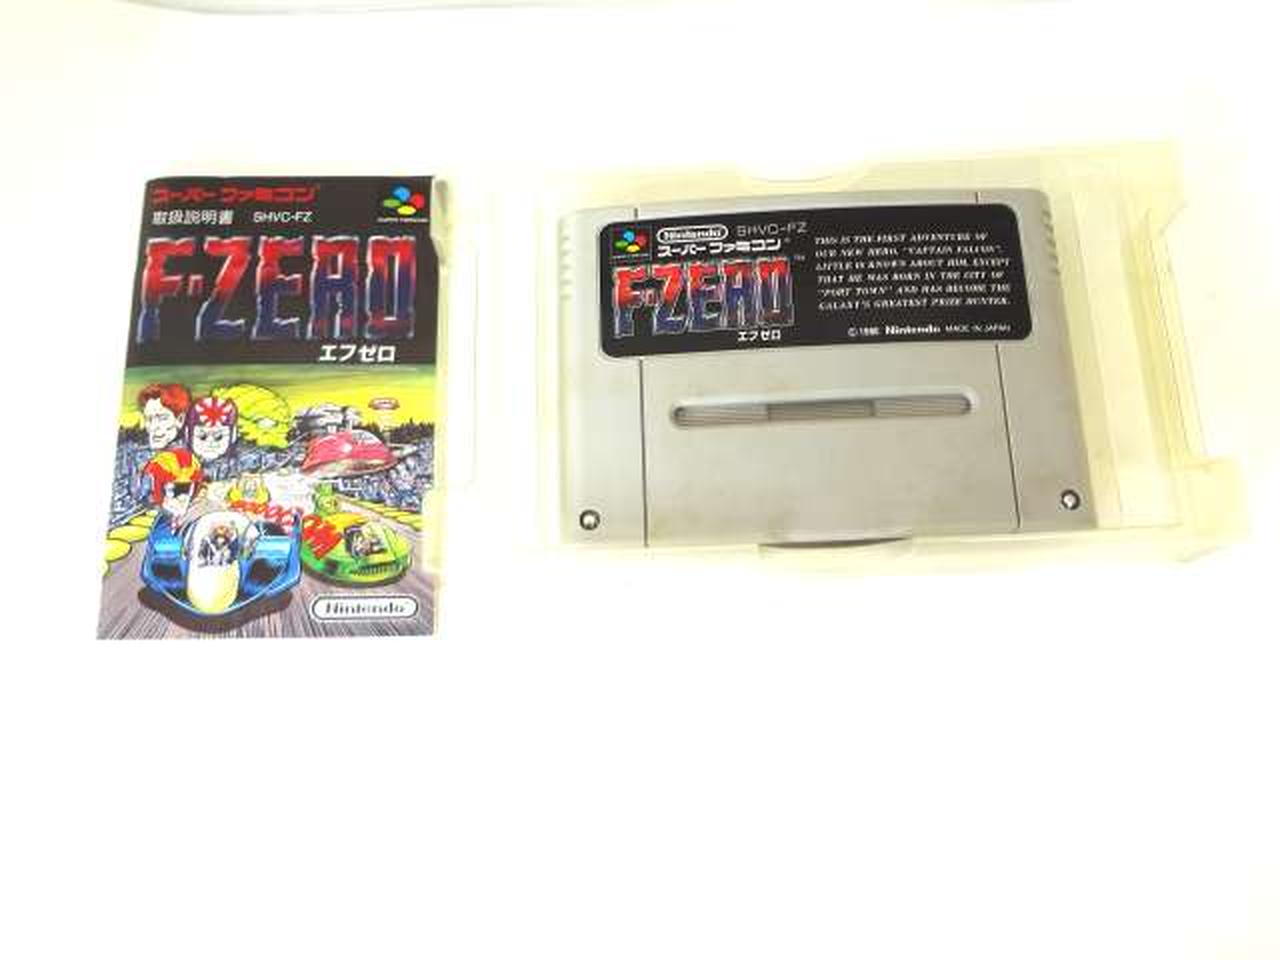 スーパーファミコン
取扱説明書 SHVC-FZ
SUPER FAMICOM
F-ZERO
エフゼロ
Nintendo
Nintendo SHVC-FZ
スーパーファミコン
F-ZERO™
エフゼロ
THIS IS THE FIRST ADVENTURE OF
OUR NEW HERO, "CAPTAIN FALCON".
LITTLE IS KNOWN ABOUT HIM, EXCEPT
THAT HE WAS BORN IN THE CITY OF
"PORT TOWN" AND HAS BECOME THE
GALAXY'S GREATEST PRIZE HUNTER.
©1990 Nintendo MADE IN JAPAN